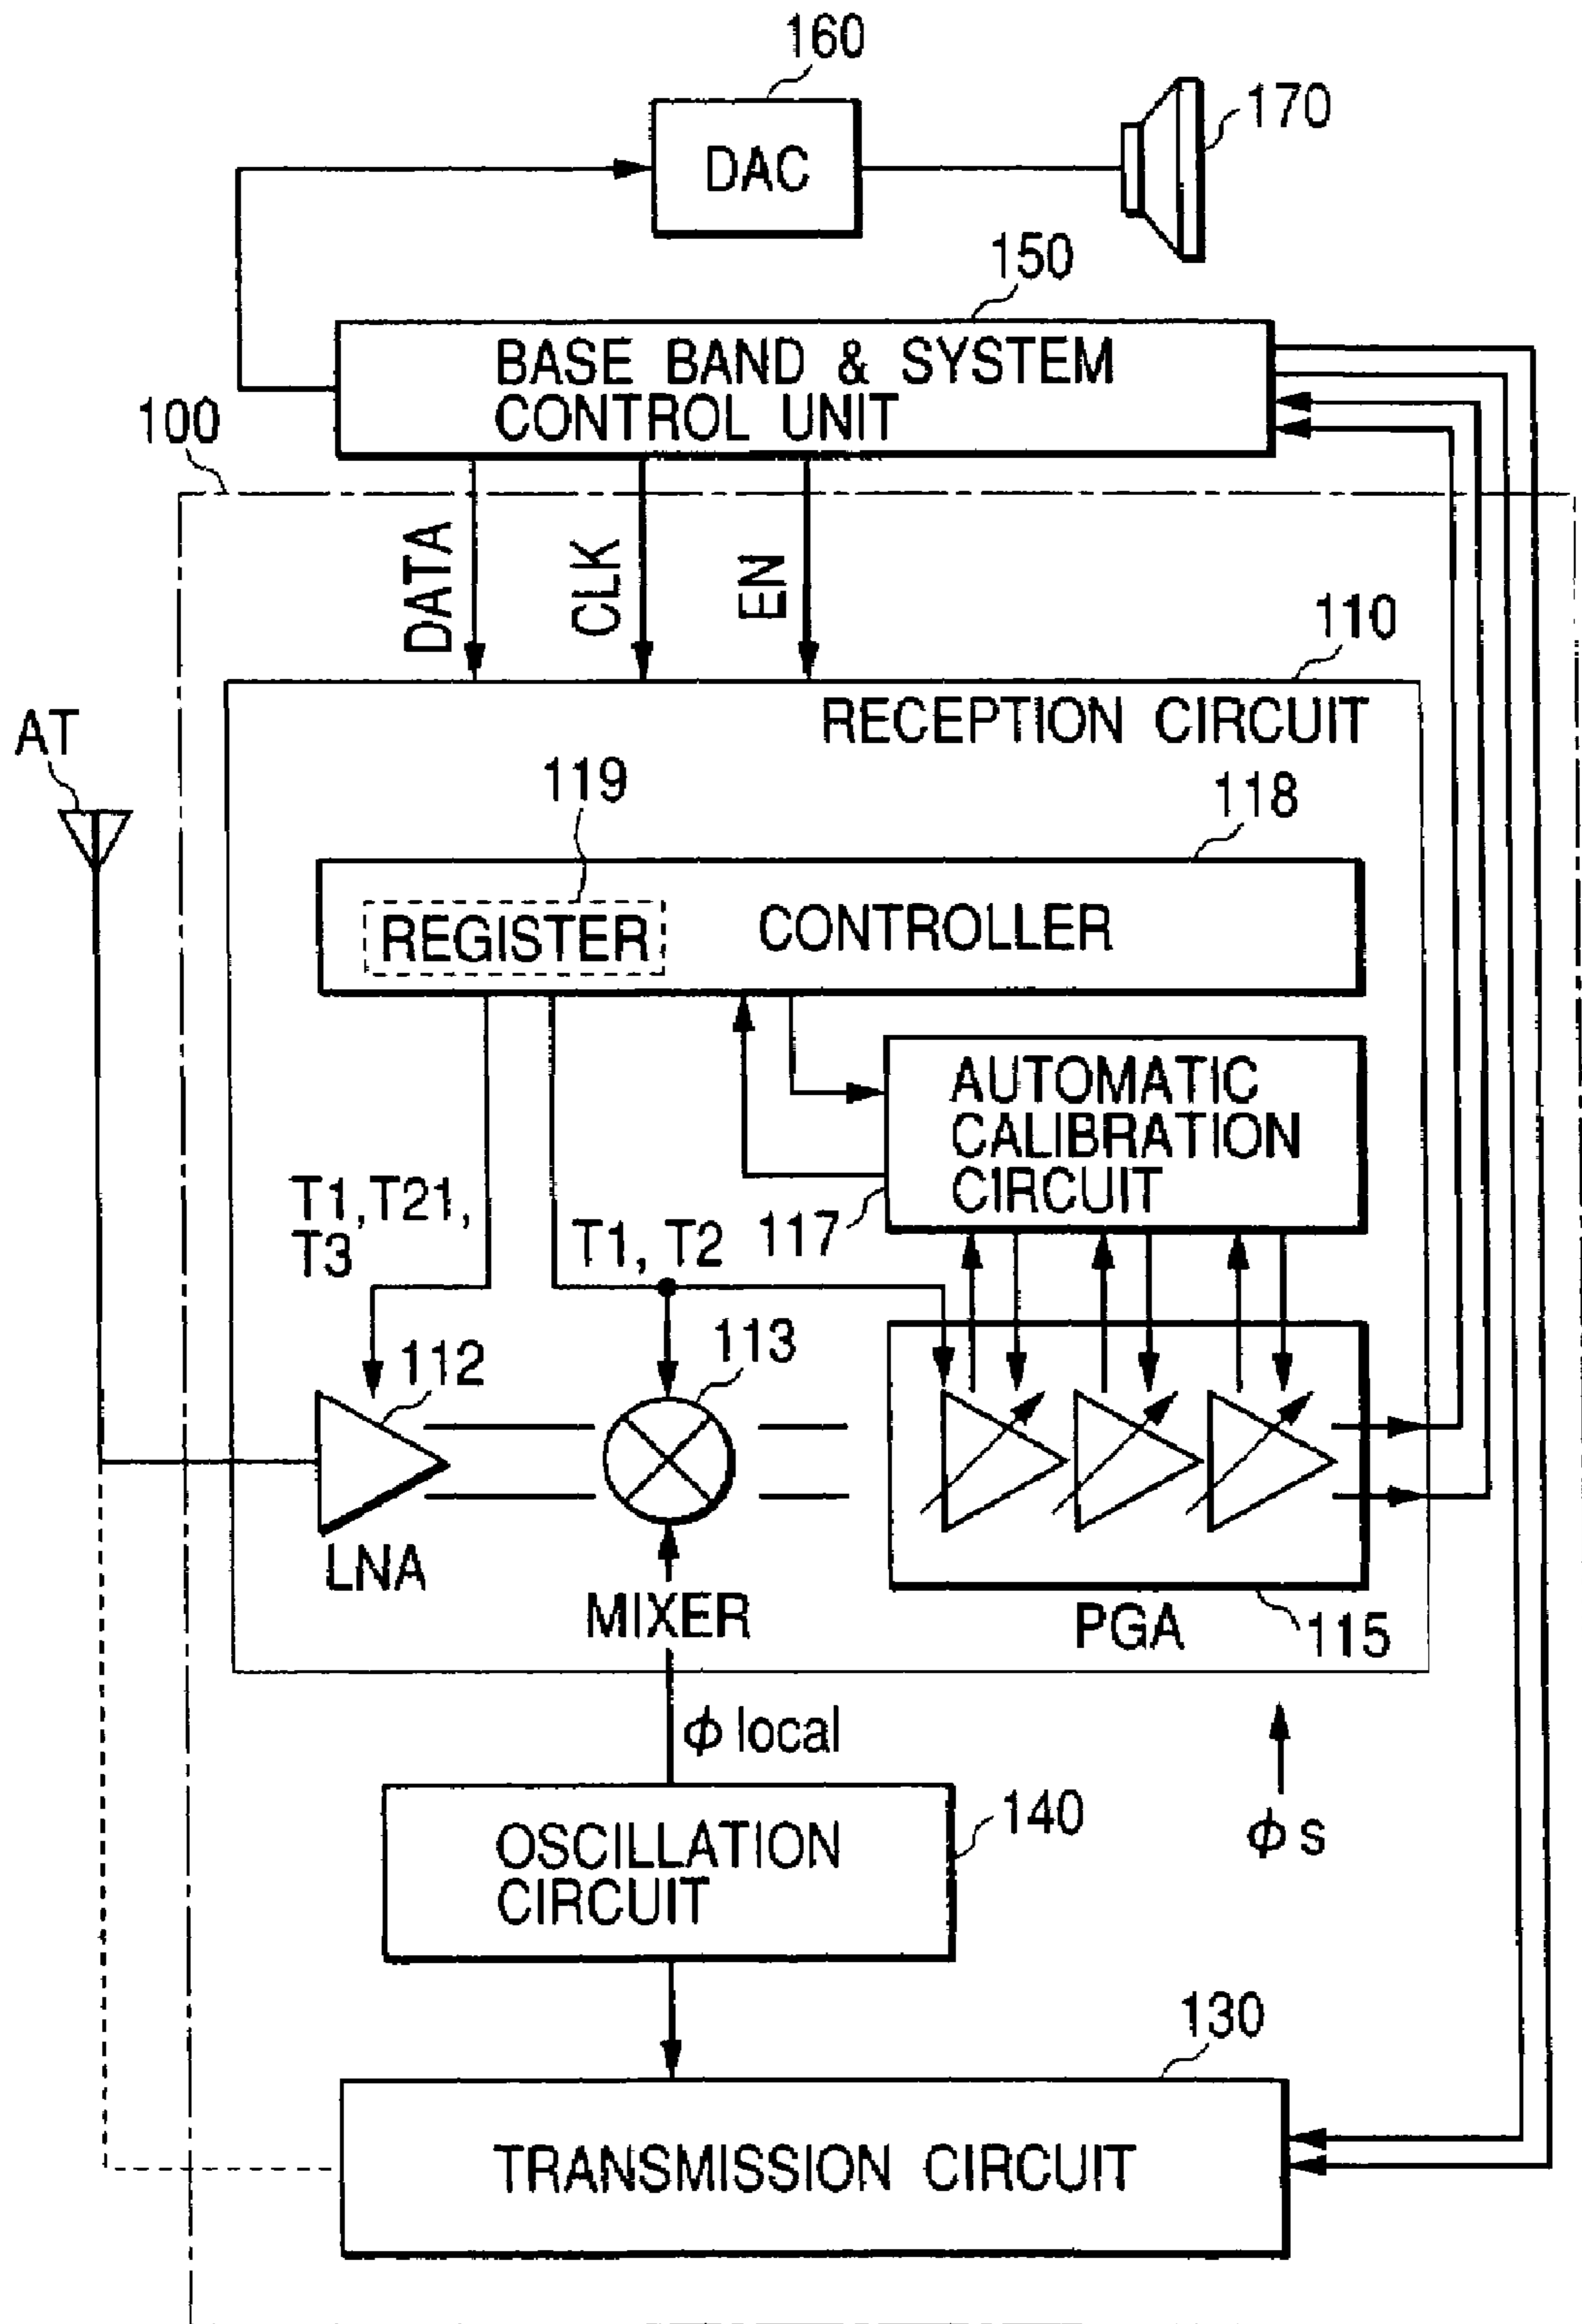 160
DAC
170
150
BASE BAND & SYSTEM
CONTROL UNIT
100
DATA
CLK
EN
110
RECEPTION CIRCUIT
AT
119
118
REGISTER
CONTROLLER
AUTOMATIC
CALIBRATION
CIRCUIT
117
T1,T21,
T3
T1, T2
112
113
LNA
MIXER
PGA
115
ϕ local
ϕ s
OSCILLATION
CIRCUIT
140
130
TRANSMISSION CIRCUIT